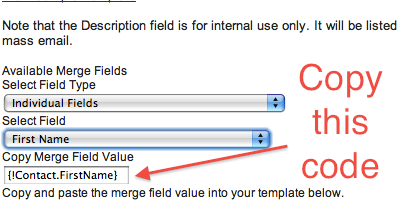 Note that the Description field is for internal use only. It will be listed
mass email.
Available Merge Fields
Select Field Type
Individual Fields
Select Field
First Name
Copy Merge Field Value
{!Contact.FirstName}
Copy and paste the merge field value into your template below.
Copy
this
code